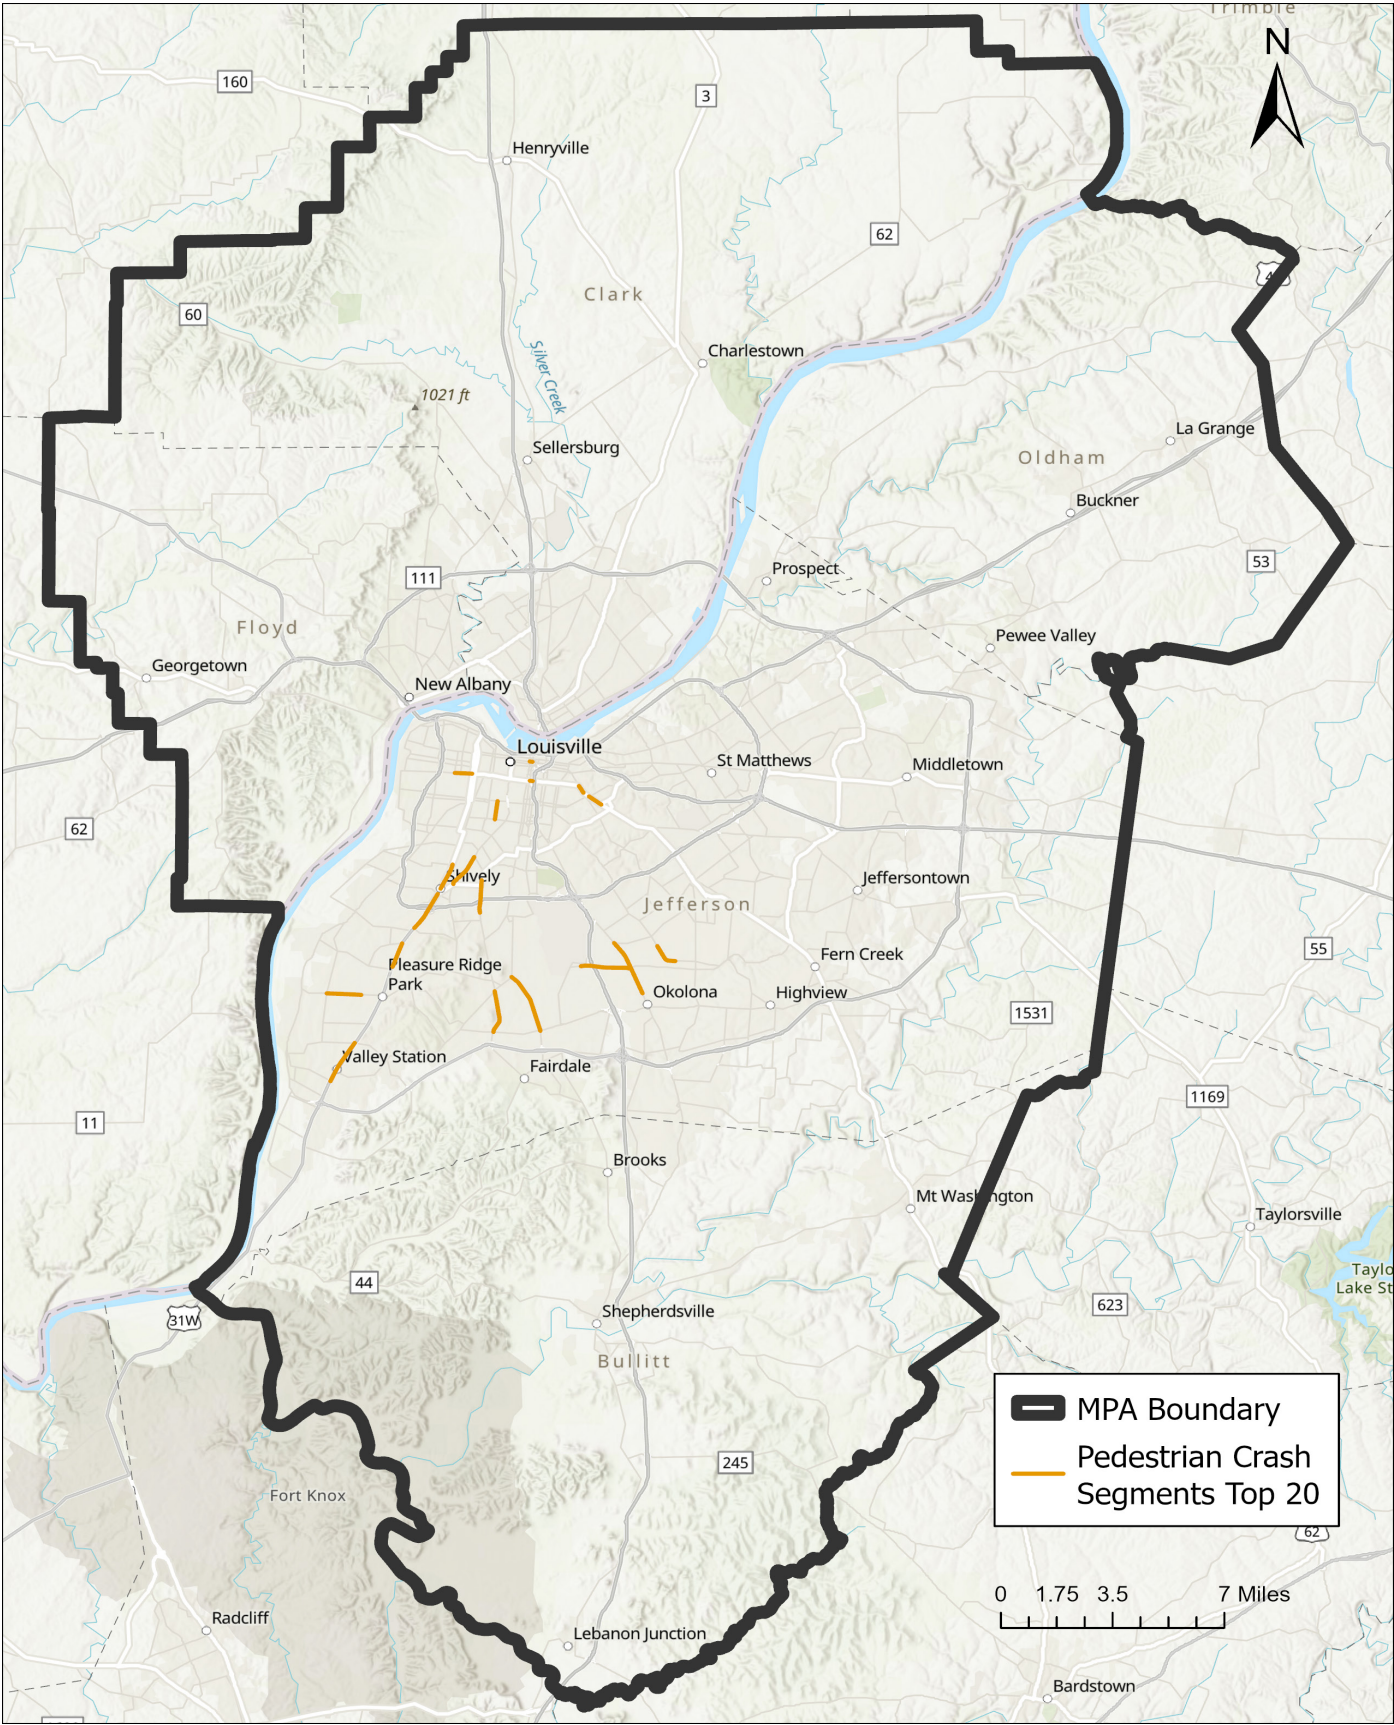 Trimble
N
160
3
Henryville
62
Clark
60
Silver Creek
Charlestown
1021 ft
La Grange
Sellersburg
Oldham
Buckner
53
Prospect
111
Floyd
Pewee Valley
Georgetown
New Albany
Louisville
St Matthews
Middletown
62
Shively
Jeffersontown
Jefferson
55
Fern Creek
Pleasure Ridge
Park
Okolona
Highview
1531
Valley Station
Fairdale
1169
11
Brooks
Mt Washington
Taylorsville
44
Lake St
623
Shepherdsville
31W
Bullitt
MPA Boundary
Pedestrian Crash
Segments Top 20
245
Fort Knox
62
0 1.75 3.5 7 Miles
Radcliff
Lebanon Junction
Bardstown